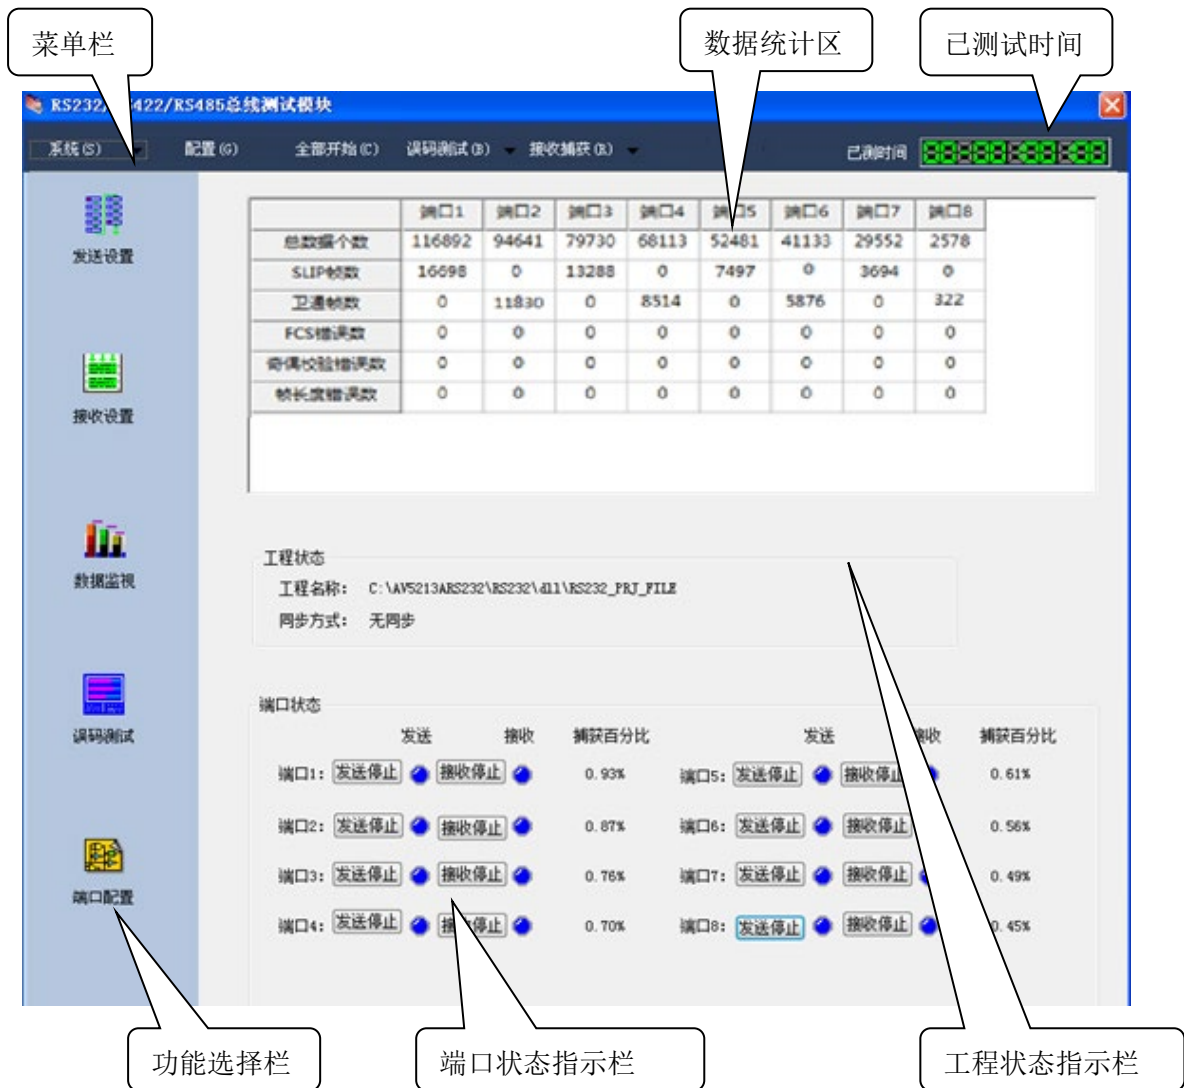 菜单栏
数据统计区
已测试时间
RS232/ 422/RS485总线测试模块
系统(S) 配置(G) 全部开始(C) 误码测试(B) 接收捕获(R) 已测时间
发送设置
接收设置
数据监视
误码测试
端口配置
端口1 端口2 端口3 端口4 端口5 端口6 端口7 端口8
总数据个数 116892 94641 79730 68113 52481 41133 29552 2578
SLIP帧数 16698 0 13288 0 7497 0 3694 0
卫通帧数 0 11830 0 8514 0 5876 0 322
FCS错误数 0 0 0 0 0 0 0 0
奇偶校验错误数 0 0 0 0 0 0 0 0
帧长度错误数 0 0 0 0 0 0 0 0
工程状态
工程名称: C:\AV5213ARS232\RS232\dll\RS232_PRJ_FILE
同步方式: 无同步
端口状态
发送 接收 捕获百分比 发送 接收 捕获百分比
端口1: 发送停止 接收停止 0.93% 端口5: 发送停止 接收停止 0.61%
端口2: 发送停止 接收停止 0.87% 端口6: 发送停止 接收停止 0.56%
端口3: 发送停止 接收停止 0.76% 端口7: 发送停止 接收停止 0.49%
端口4: 发送停止 接收停止 0.70% 端口8: 发送停止 接收停止 0.45%
功能选择栏
端口状态指示栏
工程状态指示栏